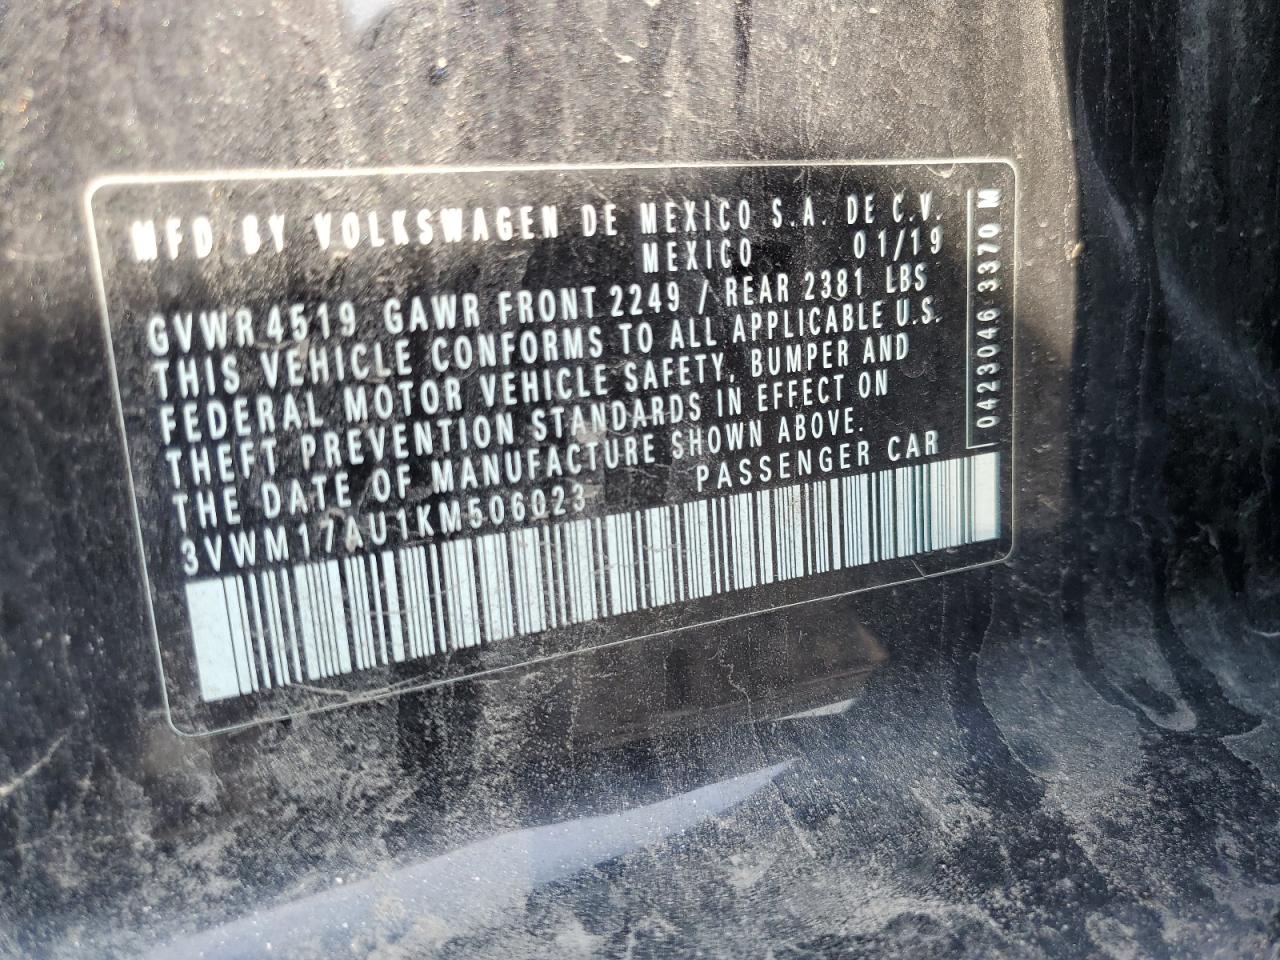 MFD BY VOLKSWAGEN DE MEXICO S.A. DE C.V.
MEXICO 01/19
GVWR 4519 GAWR FRONT 2249 / REAR 2381 LBS
THIS VEHICLE CONFORMS TO ALL APPLICABLE U.S.
FEDERAL MOTOR VEHICLE SAFETY, BUMPER AND
THEFT PREVENTION STANDARDS IN EFFECT ON
THE DATE OF MANUFACTURE SHOWN ABOVE.
3VWM17AU1KM506023 PASSENGER CAR
0423046 3370 M